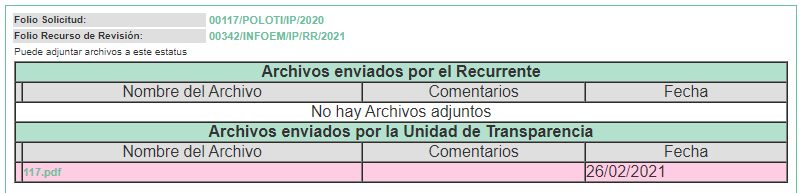 Folio Solicitud: 00117/POLOTI/IP/2020
Folio Recurso de Revisión: 00342/INFOEM/IP/RR/2021
Puede adjuntar archivos a este estatus
Archivos enviados por el Recurrente
Nombre del Archivo Comentarios Fecha
No hay Archivos adjuntos
Archivos enviados por la Unidad de Transparencia
Nombre del Archivo Comentarios Fecha
117.pdf 26/02/2021